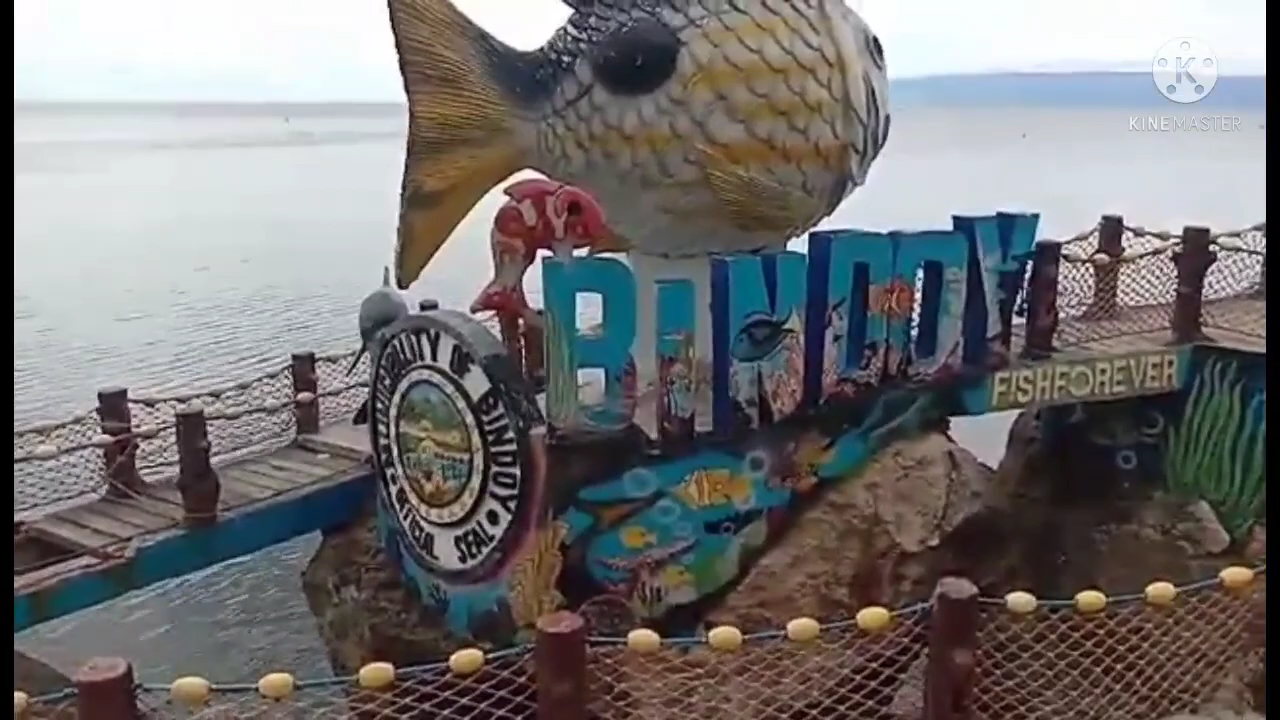 K
KINEMASTER
BINDOY
FISHFOREVER
MUNICIPALITY OF BINDOY
OFFICIAL SEAL